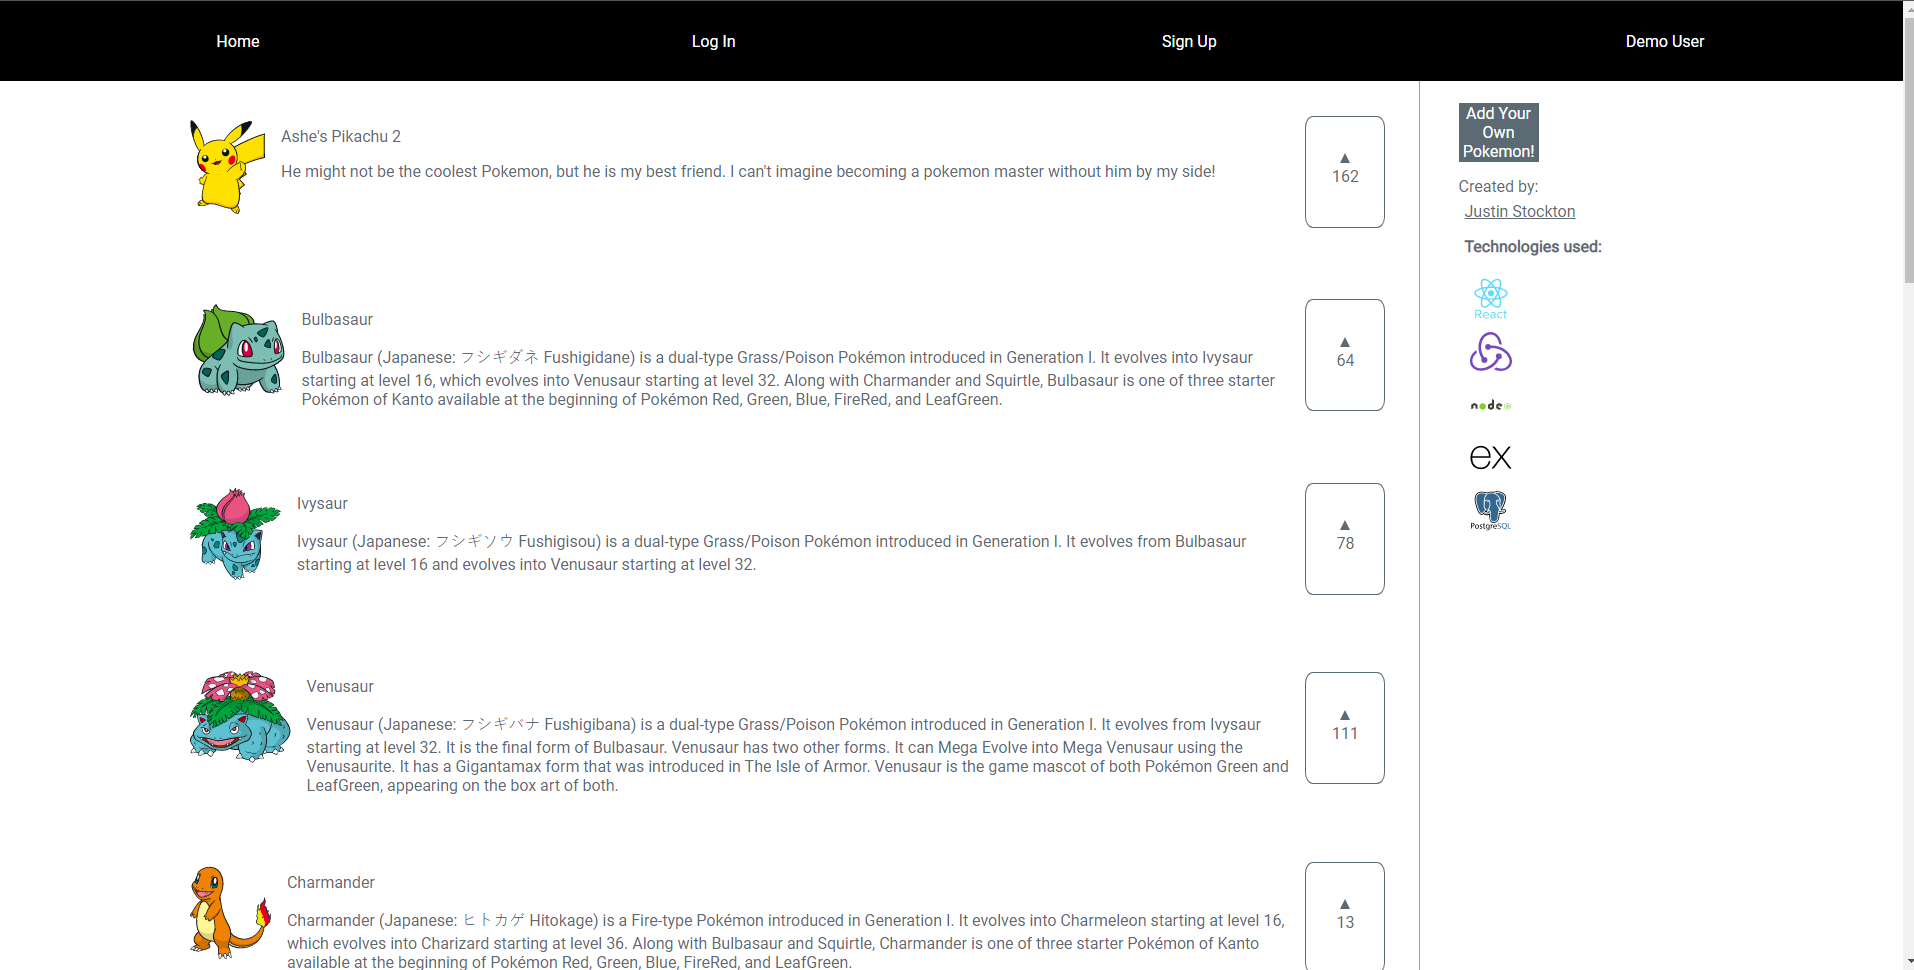 Home
Log In
Sign Up
Demo User
Ashe's Pikachu 2
He might not be the coolest Pokemon, but he is my best friend. I can't imagine becoming a pokemon master without him by my side!
▲
162
Bulbasaur
Bulbasaur (Japanese: フシギダネ Fushigidane) is a dual-type Grass/Poison Pokémon introduced in Generation I. It evolves into Ivysaur
starting at level 16, which evolves into Venusaur starting at level 32. Along with Charmander and Squirtle, Bulbasaur is one of three starter
Pokémon of Kanto available at the beginning of Pokémon Red, Green, Blue, FireRed, and LeafGreen.
▲
64
Ivysaur
Ivysaur (Japanese: フシギソウ Fushigisou) is a dual-type Grass/Poison Pokémon introduced in Generation I. It evolves from Bulbasaur
starting at level 16 and evolves into Venusaur starting at level 32.
▲
78
Venusaur
Venusaur (Japanese: フシギバナ Fushigibana) is a dual-type Grass/Poison Pokémon introduced in Generation I. It evolves from Ivysaur
starting at level 32. It is the final form of Bulbasaur. Venusaur has two other forms. It can Mega Evolve into Mega Venusaur using the
Venusaurite. It has a Gigantamax form that was introduced in The Isle of Armor. Venusaur is the game mascot of both Pokémon Green and
LeafGreen, appearing on the box art of both.
▲
111
Charmander
Charmander (Japanese: ヒトカゲ Hitokage) is a Fire-type Pokémon introduced in Generation I. It evolves into Charmeleon starting at level 16,
which evolves into Charizard starting at level 36. Along with Bulbasaur and Squirtle, Charmander is one of three starter Pokémon of Kanto
available at the beginning of Pokémon Red, Green, Blue, FireRed, and LeafGreen.
▲
13
Add Your
Own
Pokemon!
Created by:
Justin Stockton
Technologies used:
React
node
ex
PostgreSQL